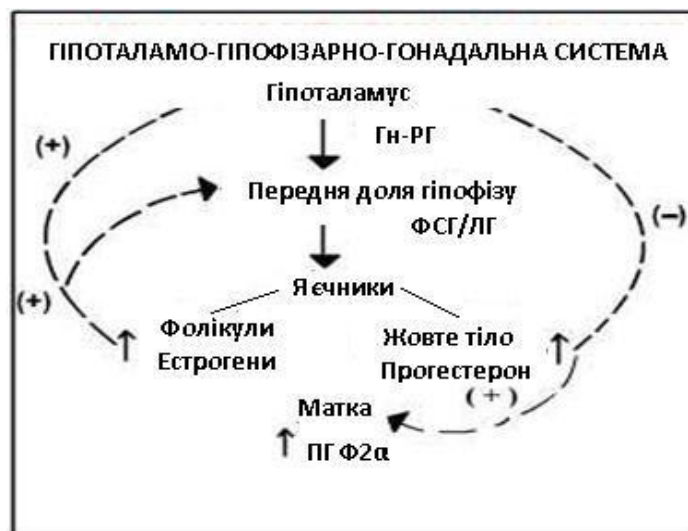 ГІПОТАЛАМО-ГІПОФІЗАРНО-ГОНАДАЛЬНА СИСТЕМА
Гіпоталамус
(+)
Гн-РГ
Передня доля гіпофізу
ФСГ/ЛГ
(−)
(+)
Яєчники
Фолікули
Естрогени
Жовте тіло
Прогестерон
(+)
Матка
ПГФ2α